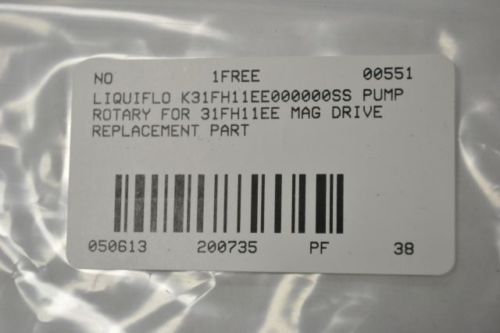 NO 1FREE 00551
LIQUIFLO K31FH11EE000000SS PUMP
ROTARY FOR 31FH11EE MAG DRIVE
REPLACEMENT PART
050613 200735 PF 38